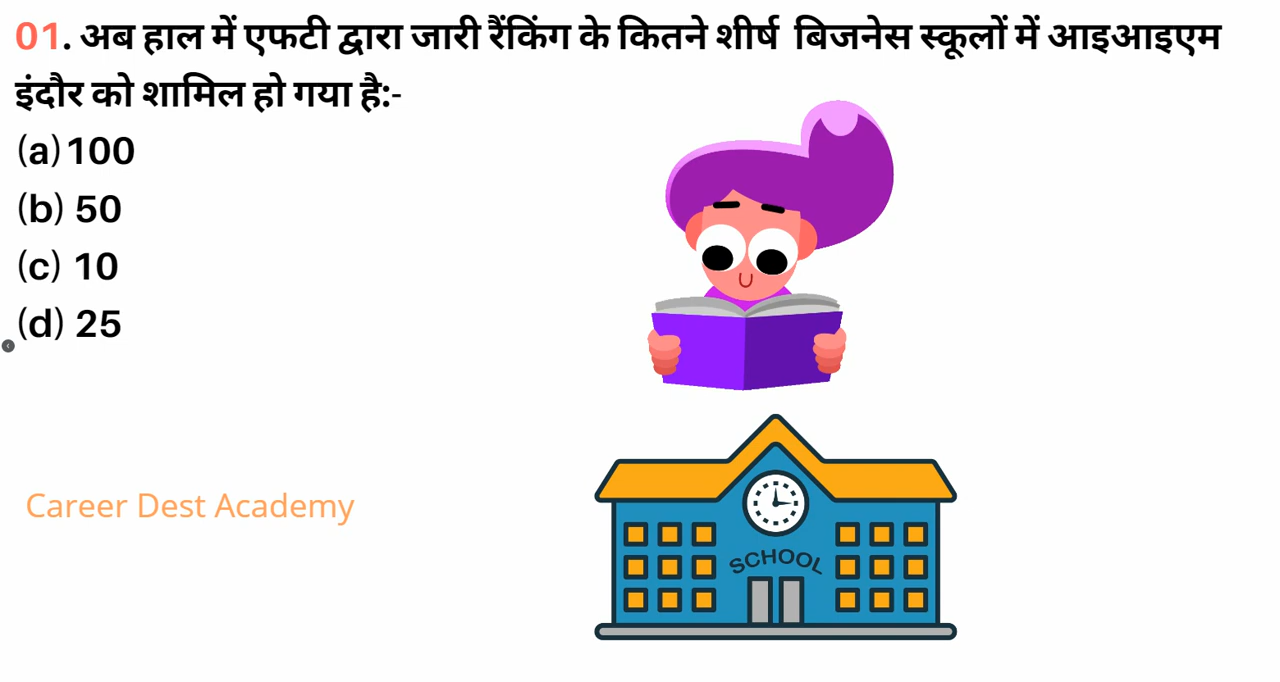 01. अब हाल में एफटी द्वारा जारी रैंकिंग के कितने शीर्ष बिजनेस स्कूलों में आइआइएम
इंदौर को शामिल हो गया है:-
(a) 100
(b) 50
(c) 10
(d) 25
Career Dest Academy
SCHOOL